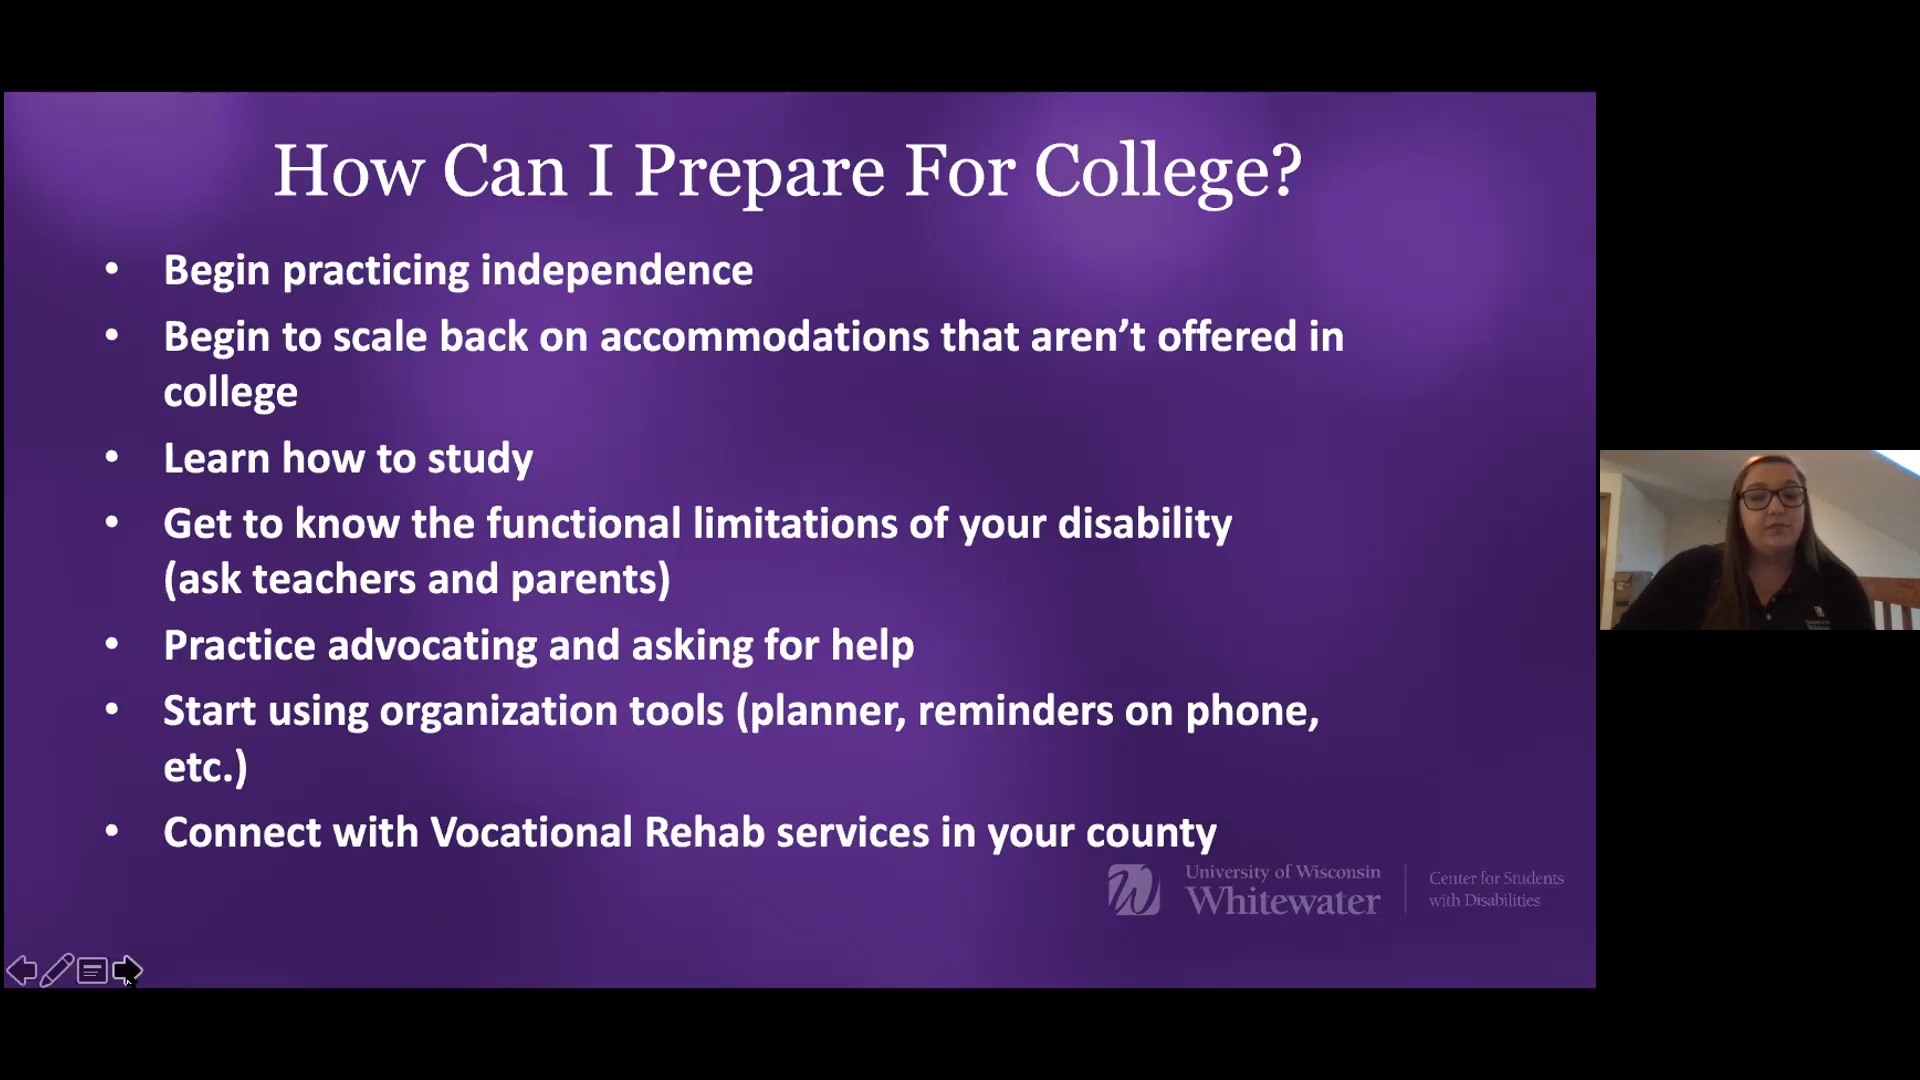 How Can I Prepare For College?
• Begin practicing independence
• Begin to scale back on accommodations that aren’t offered in
college
• Learn how to study
• Get to know the functional limitations of your disability
(ask teachers and parents)
• Practice advocating and asking for help
• Start using organization tools (planner, reminders on phone,
etc.)
• Connect with Vocational Rehab services in your county
University of Wisconsin
Whitewater
Center for Students
with Disabilities